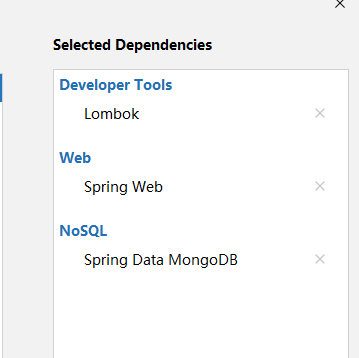 Selected Dependencies
Developer Tools
Lombok
Web
Spring Web
NoSQL
Spring Data MongoDB